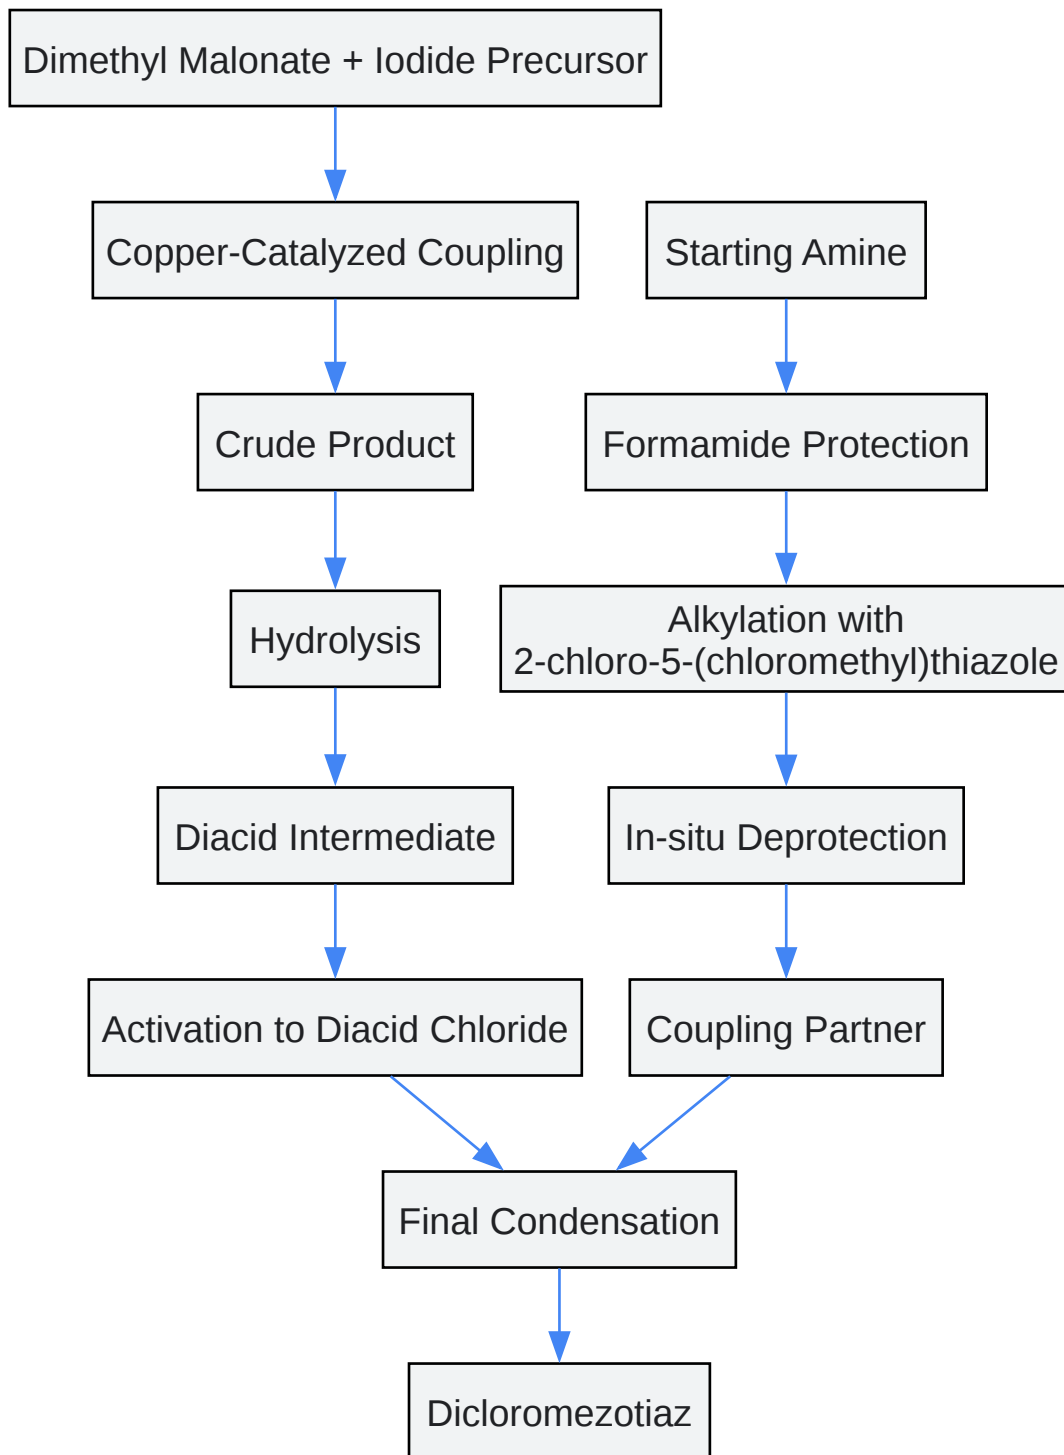 Dimethyl Malonate + Iodide Precursor
Copper-Catalyzed Coupling
Starting Amine
Crude Product
Formamide Protection
Hydrolysis
Alkylation with
2-chloro-5-(chloromethyl)thiazole
Diacid Intermediate
In-situ Deprotection
Activation to Diacid Chloride
Coupling Partner
Final Condensation
Dicloromezotiaz